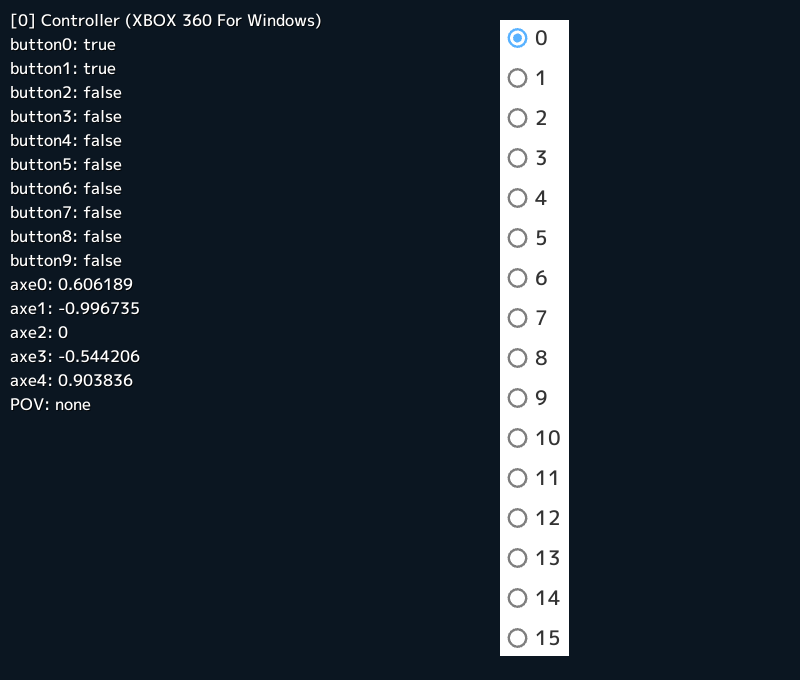 [0] Controller (XBOX 360 For Windows)
button0: true
button1: true
button2: false
button3: false
button4: false
button5: false
button6: false
button7: false
button8: false
button9: false
axe0: 0.606189
axe1: -0.996735
axe2: 0
axe3: -0.544206
axe4: 0.903836
POV: none
0
1
2
3
4
5
6
7
8
9
10
11
12
13
14
15